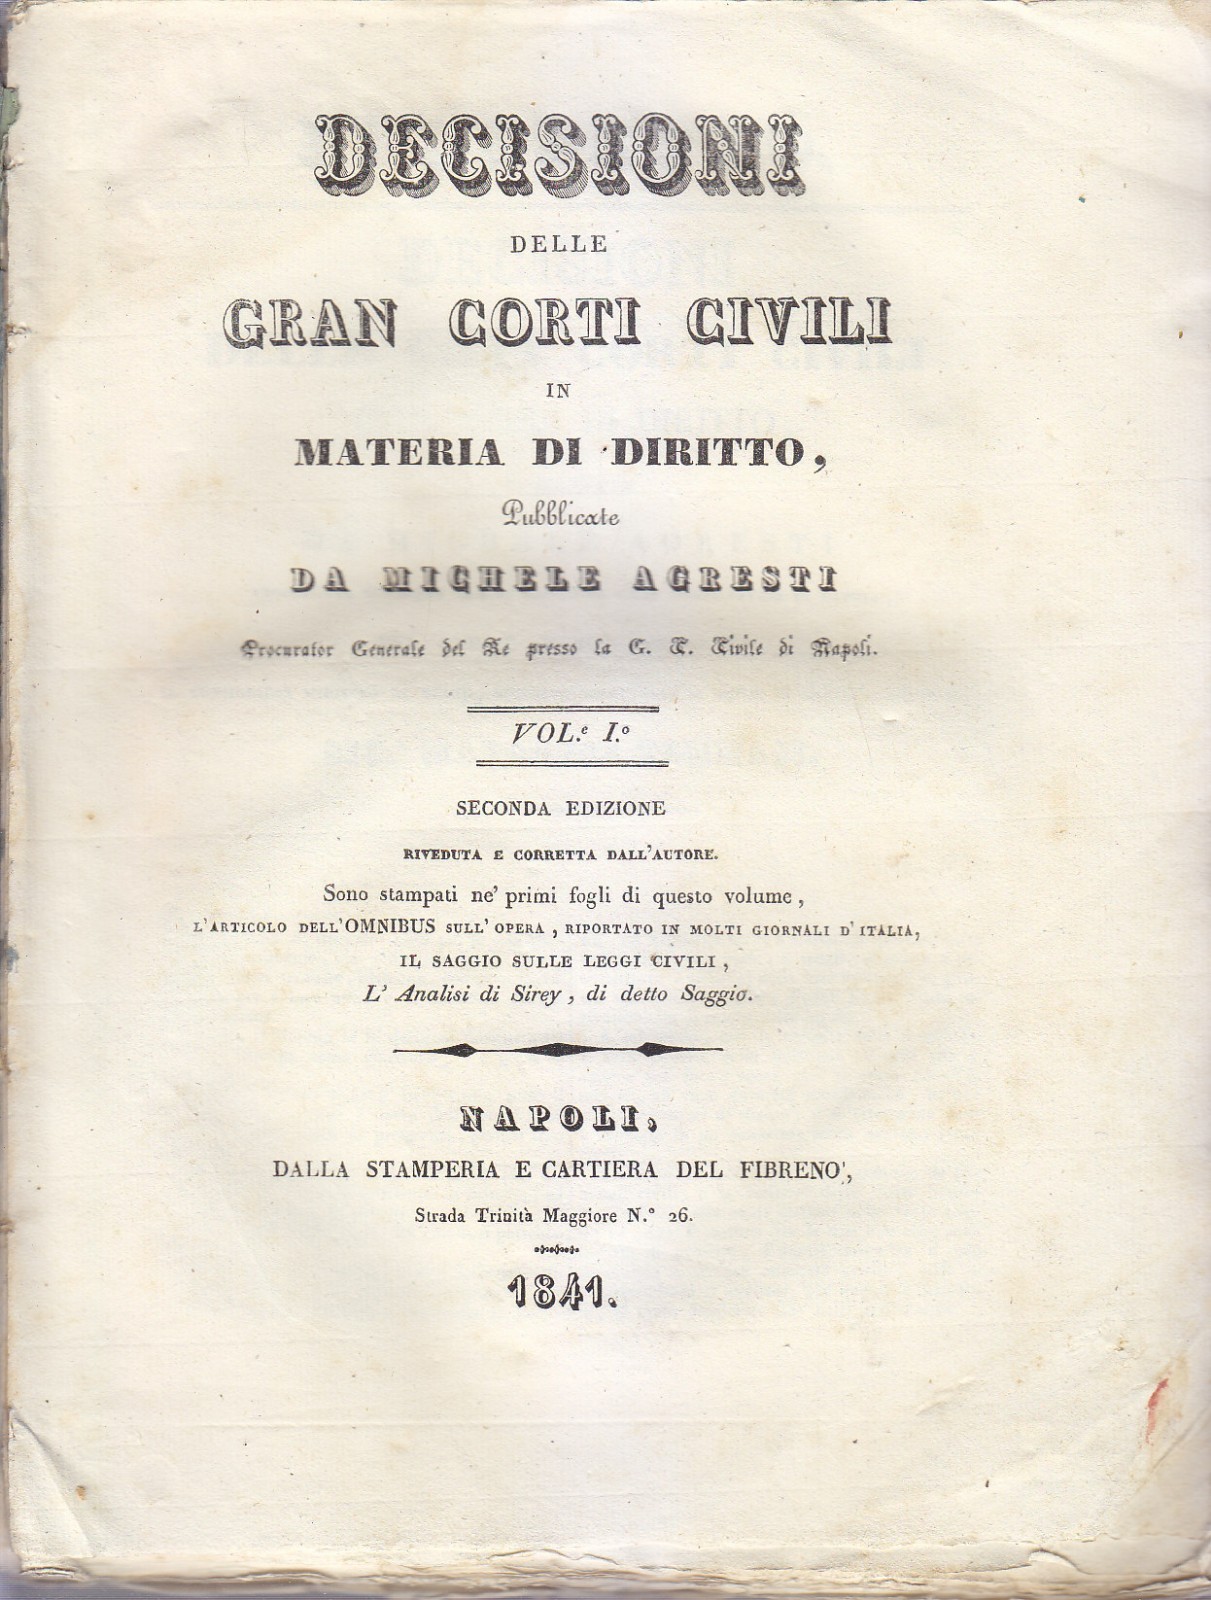 DECISIONI
DELLE
GRAN CORTI CIVILI
IN
MATERIA DI DIRITTO,
Pubblicate
DA MICHELE AGRESTI
Procurator Generale del Re presso la G. C. Civile di Napoli.
VOL.e I.o
SECONDA EDIZIONE
RIVEDUTA E CORRETTA DALL'AUTORE.
Sono stampati ne' primi fogli di questo volume,
L'ARTICOLO DELL'OMNIBUS SULL'OPERA, RIPORTATO IN MOLTI GIORNALI D'ITALIA,
IL SAGGIO SULLE LEGGI CIVILI,
L' Analisi di Sirey, di detto Saggio.
NAPOLI,
DALLA STAMPERIA E CARTIERA DEL FIBRENO,
Strada Trinità Maggiore N.° 26.
1841.